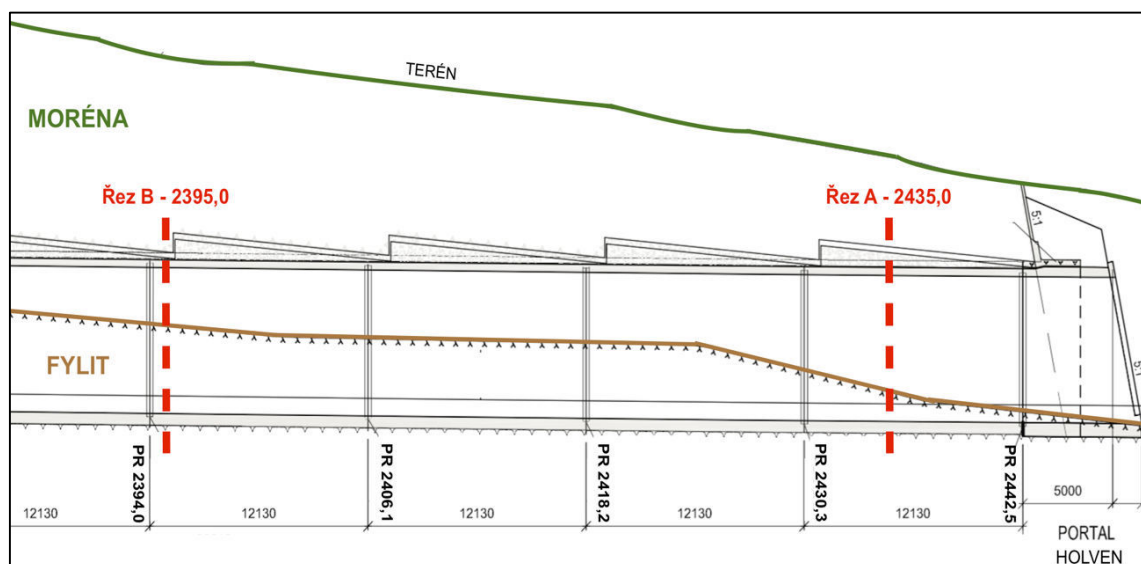 TERÉN
MORÉNA
Řez B - 2395,0
Řez A - 2435,0
5:1
5:1
FYLIT
PR 2394,0
PR 2406,1
PR 2418,2
PR 2430,3
PR 2442,5
12130
12130
12130
12130
12130
5000
PORTAL
HOLVEN